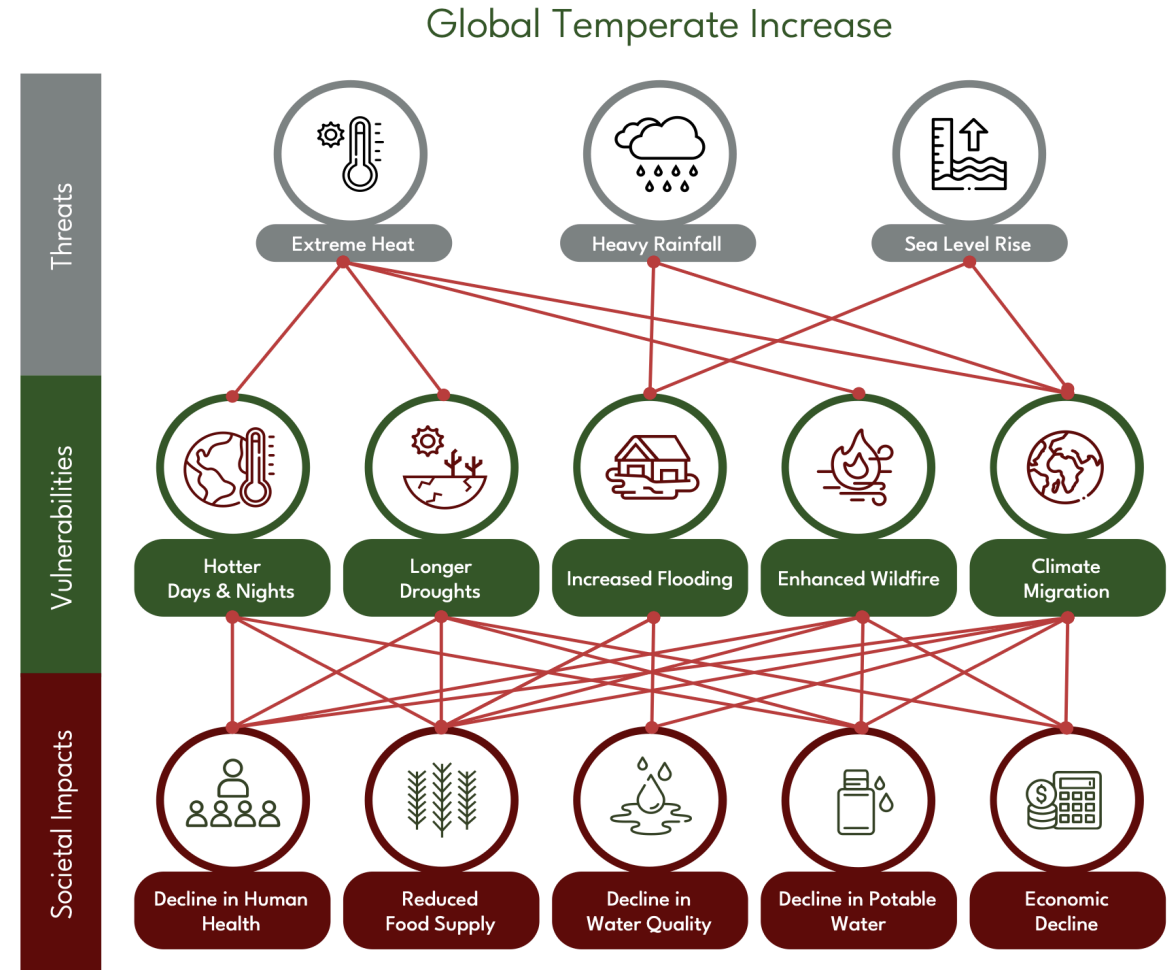 Global Temperate Increase
Threats
Extreme Heat
Heavy Rainfall
Sea Level Rise
Vulnerabilities
Hotter
Days & Nights
Longer
Droughts
Increased Flooding
Enhanced Wildfire
Climate
Migration
Societal Impacts
$
Decline in Human
Health
Reduced
Food Supply
Decline in
Water Quality
Decline in Potable
Water
Economic
Decline